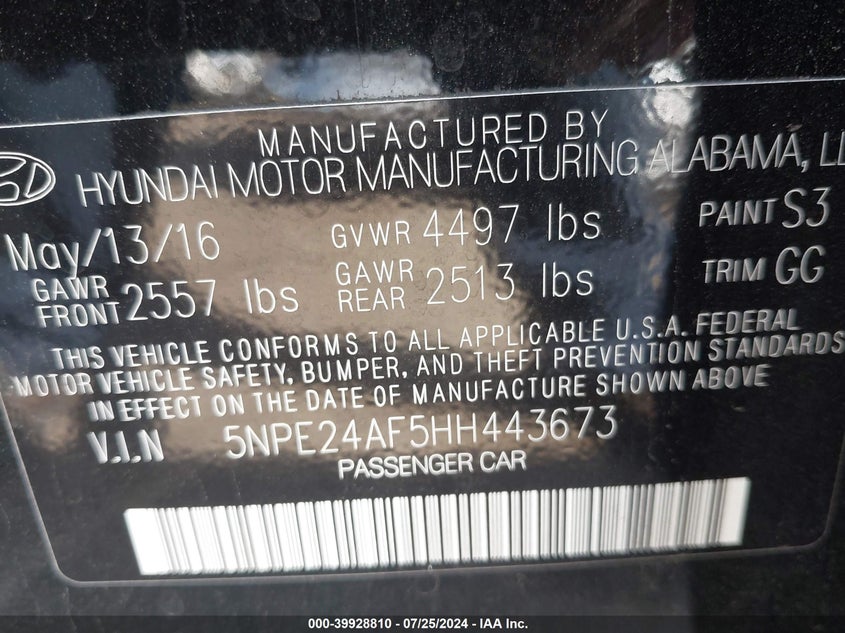 MANUFACTURED BY
HYUNDAI MOTOR MANUFACTURING ALABAMA, LL
May/13/16 GVWR 4497 lbs PAINT S3
GAWR FRONT 2557 lbs GAWR REAR 2513 lbs TRIM GG
THIS VEHICLE CONFORMS TO ALL APPLICABLE U.S.A. FEDERAL
MOTOR VEHICLE SAFETY, BUMPER, AND THEFT PREVENTION STANDARDS
IN EFFECT ON THE DATE OF MANUFACTURE SHOWN ABOVE
V.I.N 5NPE24AF5HH443673
PASSENGER CAR
000-39928810 / 07/25/2024 - IAA Inc.